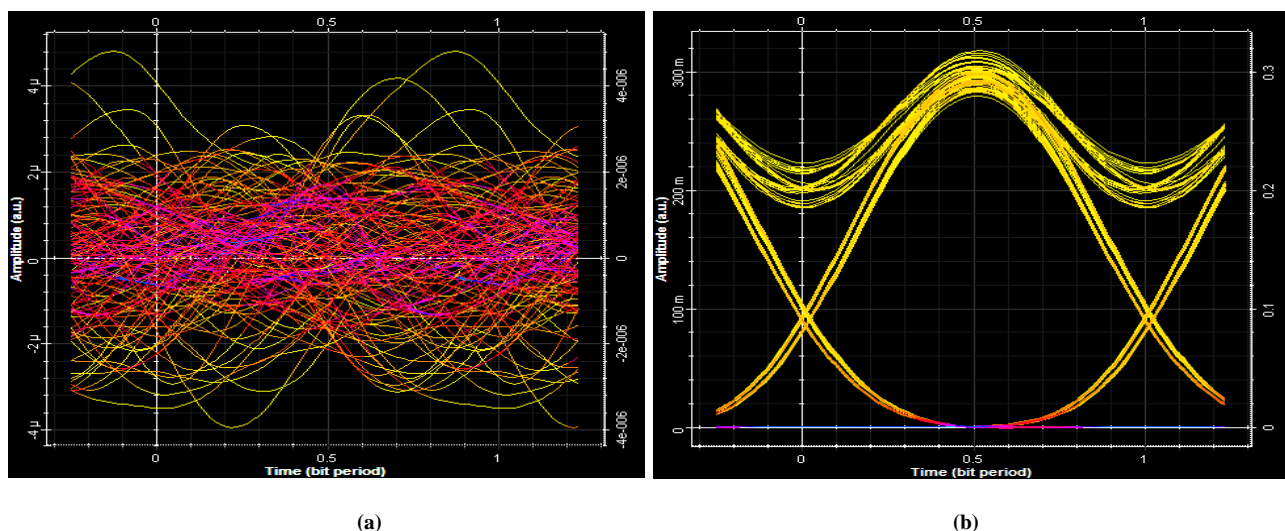 0 0.5 1
Amplitude (a.u.)
4 µ
2 µ
0
-2 µ
-4 µ
4e-006
2e-006
0
-2e-006
-4e-006
0 0.5 1
Time (bit period)
0 0.5 1
Amplitude (a.u.)
300 m
200 m
100 m
0
0.3
0.2
0.1
0
0 0.5 1
Time (bit period)
(a) (b)